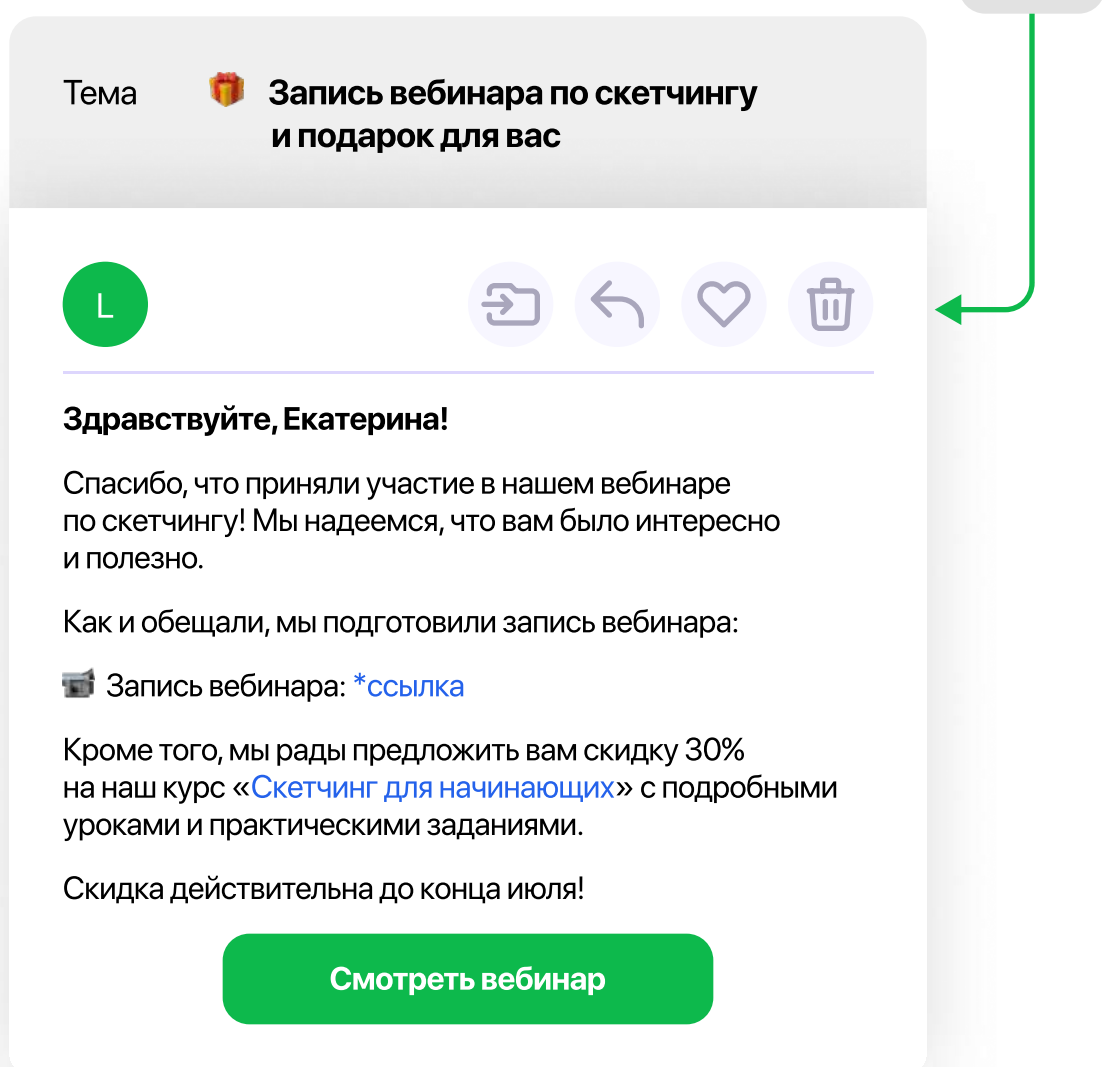 Тема
Запись вебинара по скетчингу
и подарок для вас
L
Здравствуйте, Екатерина!
Спасибо, что приняли участие в нашем вебинаре
по скетчингу! Мы надеемся, что вам было интересно
и полезно.
Как и обещали, мы подготовили запись вебинара:
Запись вебинара: *ссылка
Кроме того, мы рады предложить вам скидку 30%
на наш курс «Скетчинг для начинающих» с подробными
уроками и практическими заданиями.
Скидка действительна до конца июля!
Смотреть вебинар